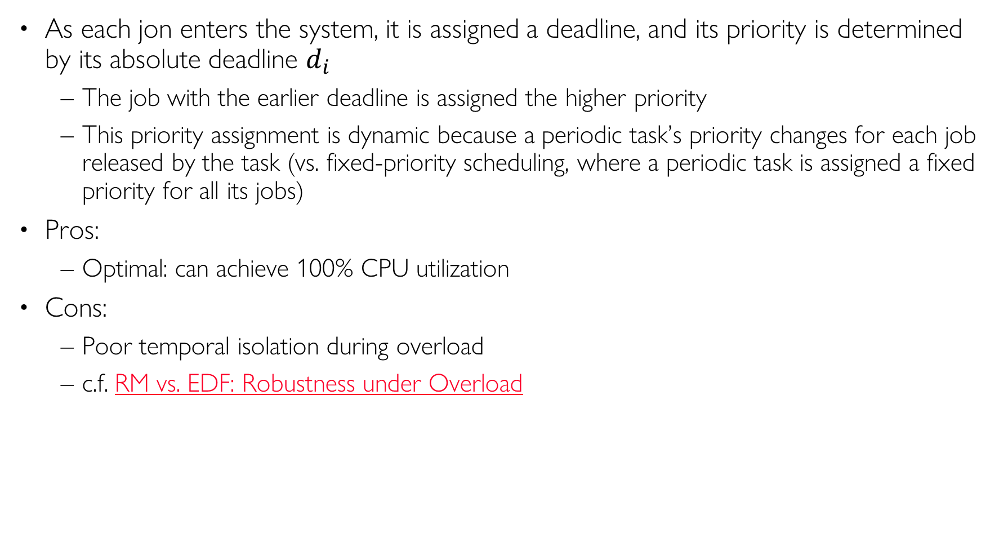 • As each jon enters the system, it is assigned a deadline, and its priority is determined
by its absolute deadline d_i
– The job with the earlier deadline is assigned the higher priority
– This priority assignment is dynamic because a periodic task’s priority changes for each job
released by the task (vs. fixed-priority scheduling, where a periodic task is assigned a fixed
priority for all its jobs)
• Pros:
– Optimal: can achieve 100% CPU utilization
• Cons:
– Poor temporal isolation during overload
– c.f. RM vs. EDF: Robustness under Overload